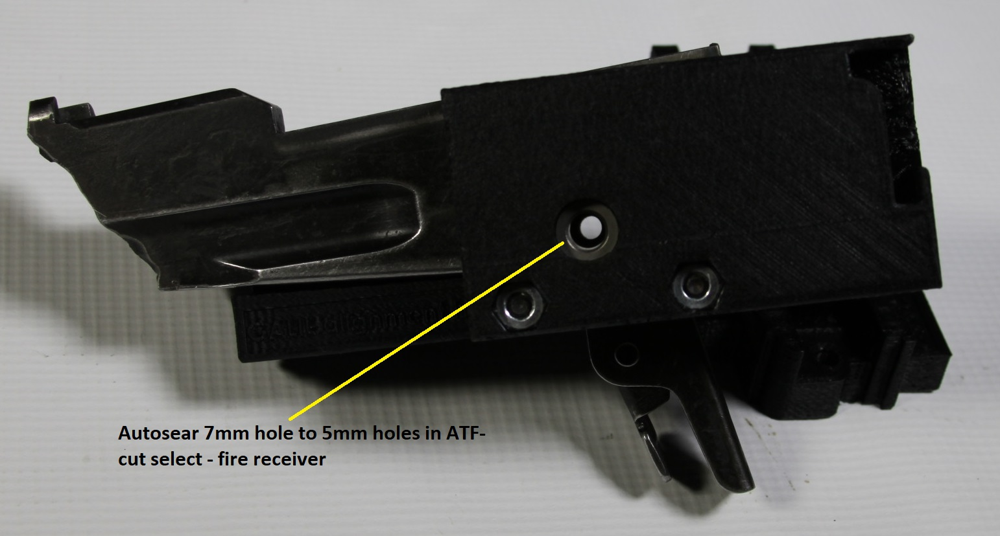 Autosear 7mm hole to 5mm holes in ATF-
cut select - fire receiver